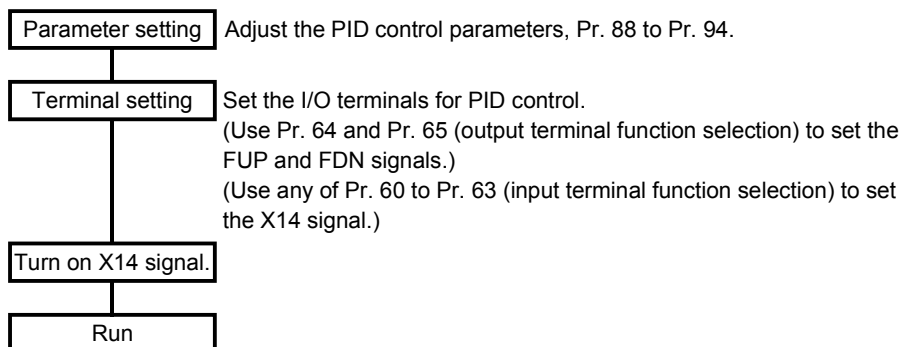 Parameter setting Adjust the PID control parameters, Pr. 88 to Pr. 94.
Terminal setting Set the I/O terminals for PID control.
(Use Pr. 64 and Pr. 65 (output terminal function selection) to set the
FUP and FDN signals.)
(Use any of Pr. 60 to Pr. 63 (input terminal function selection) to set
the X14 signal.)
Turn on X14 signal.
Run